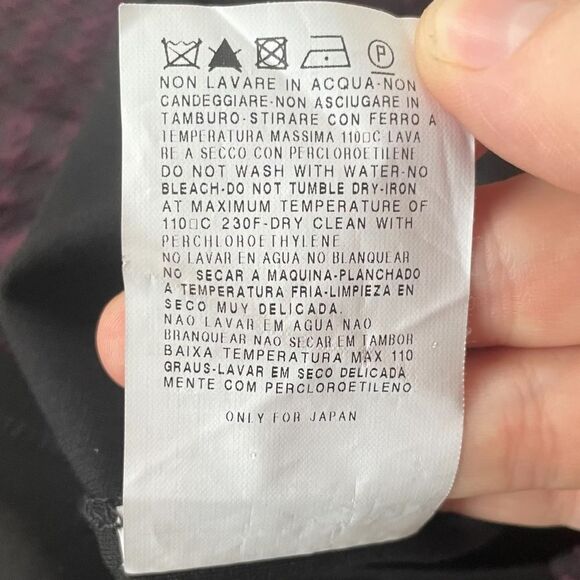 P
NON LAVARE IN ACQUA-NON
CANDEGGIARE-NON ASCIUGARE IN
TAMBURO-STIRARE CON FERRO A
TEMPERATURA MASSIMA 110□C LAVA
RE A SECCO CON PERCLOROETILENE
DO NOT WASH WITH WATER-NO
BLEACH-DO NOT TUMBLE DRY-IRON
AT MAXIMUM TEMPERATURE OF
110□C 230F-DRY CLEAN WITH
PERCHLOROETHYLENE
NO LAVAR EN AGUA NO BLANQUEAR
NO SECAR A MAQUINA-PLANCHADO
A TEMPERATURA FRIA-LIMPIEZA EN
SECO MUY DELICADA.
NAO LAVAR EM AGUA NAO
BRANQUEAR NAO SECAR EM TAMBOR
BAIXA TEMPERATURA MAX 110
GRAUS-LAVAR EM SECO DELICADA
MENTE COM PERCLOROETILENO
ONLY FOR JAPAN